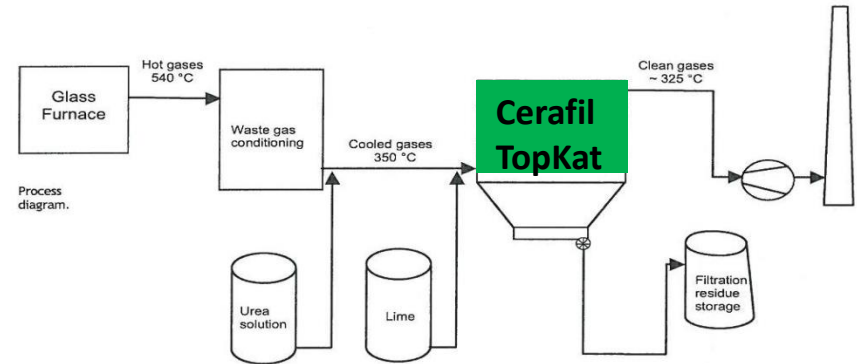 Hot gases
540 °C
Glass
Furnace
Waste gas
conditioning
Cooled gases
350 °C
Cerafil
TopKat
Clean gases
~ 325 °C
Process
diagram.
Urea
solution
Lime
Filtration
residue
storage